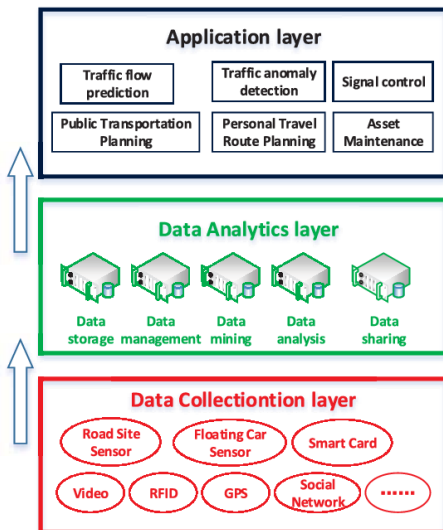 Application layer
Traffic flow
prediction
Traffic anomaly
detection
Signal control
Public Transportation
Planning
Personal Travel
Route Planning
Asset
Maintenance
Data Analytics layer
Data
storage
Data
management
Data
mining
Data
analysis
Data
sharing
Data Collectiontion layer
Road Site
Sensor
Floating Car
Sensor
Smart Card
Video
RFID
GPS
Social
Network
......